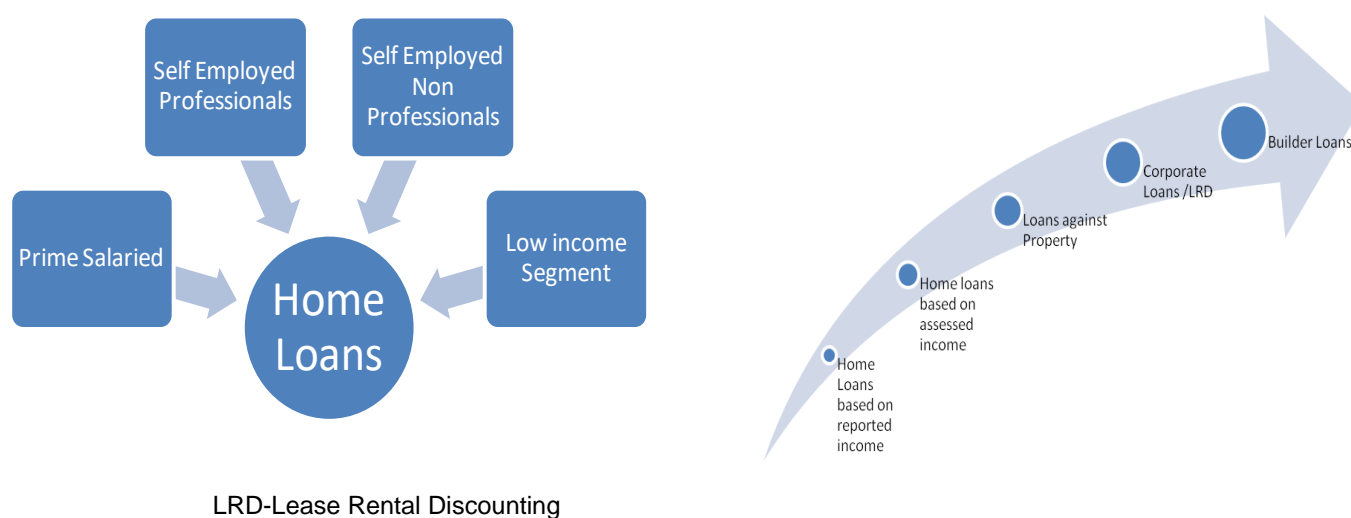 Self Employed
Professionals
Self Employed
Non
Professionals
Prime Salaried
Low income
Segment
Home
Loans
LRD-Lease Rental Discounting
Builder Loans
Corporate
Loans /LRD
Loans against
Property
Home loans
based on
assessed
income
Home
Loans
based on
reported
income